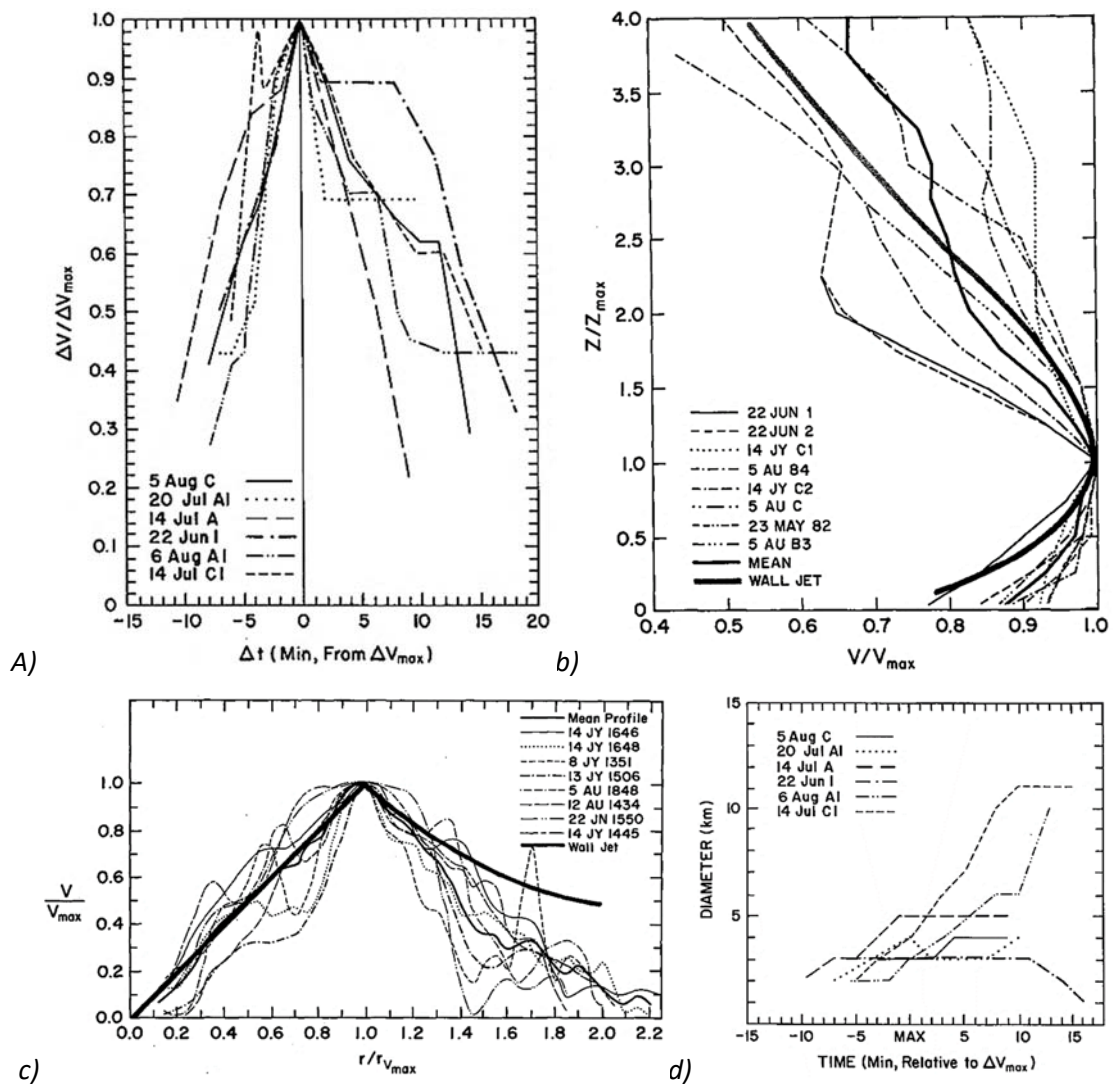 1.0
0.9
0.8
0.7
0.6
0.5
0.4
0.3
0.2
0.1
0
ΔV/ΔVmax
5 Aug C
20 Jul A1
14 Jul A
22 Jun 1
6 Aug A1
14 Jul C1
-15 -10 -5 0 5 10 15 20
Δt (Min, From ΔVmax)
A)
4.0
3.5
3.0
2.5
2.0
1.5
1.0
0.5
0
Z/Zmax
22 JUN 1
22 JUN 2
14 JY C1
5 AU 84
14 JY C2
5 AU C
23 MAY 82
5 AU B3
MEAN
WALL JET
0.4 0.5 0.6 0.7 0.8 0.9 1.0
V/Vmax
b)
1.0
0.8
0.6
0.4
0.2
0.0
V
Vmax
Mean Profile
14 JY 1646
14 JY 1648
8 JY 1351
13 JY 1506
5 AU 1848
12 AU 1434
22 JN 1550
14 JY 1445
Wall Jet
0.0 0.2 0.4 0.6 0.8 1.0 1.2 1.4 1.6 1.8 2.0 2.2
r/rVmax
c)
15
10
5
0
DIAMETER (km)
5 Aug C
20 Jul A1
14 Jul A
22 Jun 1
6 Aug A1
14 Jul C1
-15 -10 -5 MAX 5 10 15
TIME (Min, Relative to ΔVmax)
d)